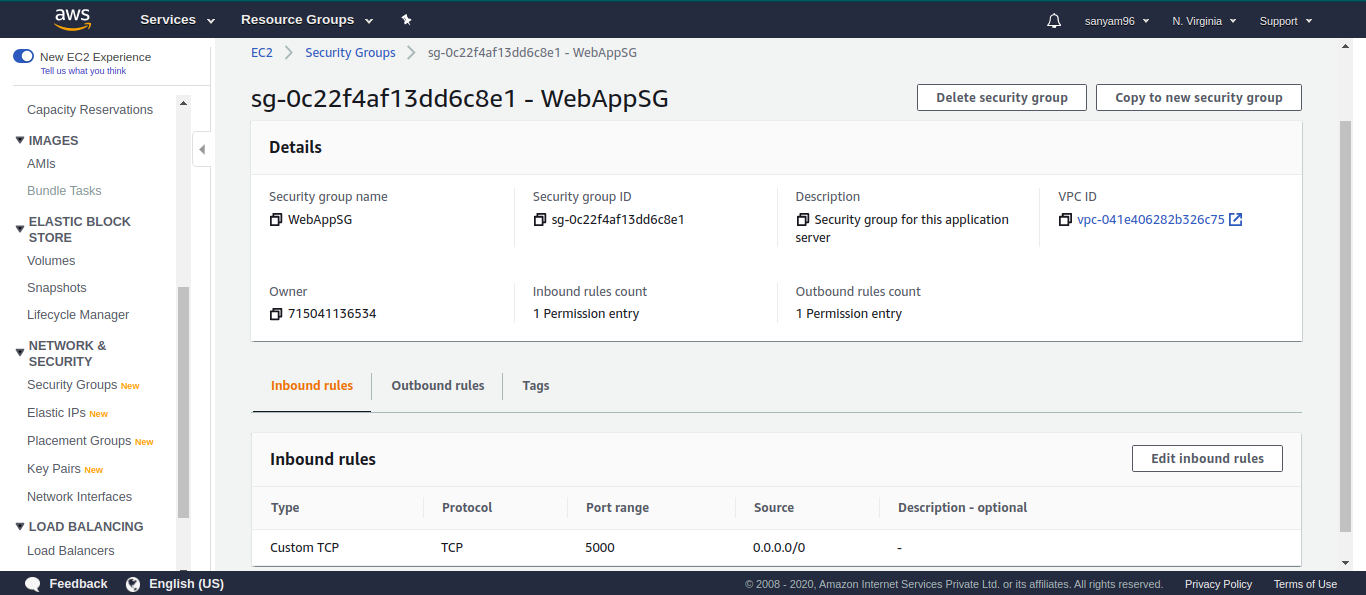 aws Services Resource Groups sanyam96 N. Virginia Support
New EC2 Experience
Tell us what you think
Capacity Reservations
IMAGES
AMIs
Bundle Tasks
ELASTIC BLOCK
STORE
Volumes
Snapshots
Lifecycle Manager
NETWORK &
SECURITY
Security Groups New
Elastic IPs New
Placement Groups New
Key Pairs New
Network Interfaces
LOAD BALANCING
Load Balancers
EC2 Security Groups sg-0c22f4af13dd6c8e1 - WebAppSG
sg-0c22f4af13dd6c8e1 - WebAppSG
Delete security group Copy to new security group
Details
Security group name Security group ID Description VPC ID
WebAppSG sg-0c22f4af13dd6c8e1 Security group for this application vpc-041e406282b326c75
server
Owner Inbound rules count Outbound rules count
715041136534 1 Permission entry 1 Permission entry
Inbound rules Outbound rules Tags
Inbound rules Edit inbound rules
Type Protocol Port range Source Description - optional
Custom TCP TCP 5000 0.0.0.0/0 -
Feedback English (US) © 2008 - 2020, Amazon Internet Services Private Ltd. or its affiliates. All rights reserved. Privacy Policy Terms of Use